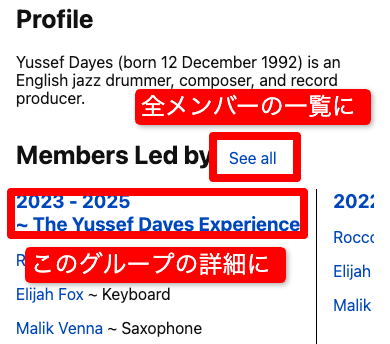 Profile
Yussef Dayes (born 12 December 1992) is an
English jazz drummer, composer, and record
producer.
全メンバーの一覧に
Members Led by
See all
2023 - 2025
~ The Yussef Dayes Experience
このグループの詳細に
Elijah Fox ~ Keyboard
Malik Venna ~ Saxophone
2022
Rocco
Elijah
Malik